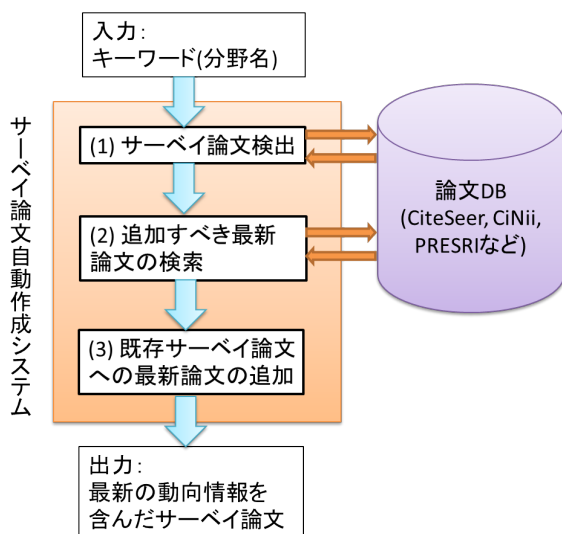 入力:
キーワード(分野名)
サーベイ論文自動作成システム
(1) サーベイ論文検出
(2) 追加すべき最新
論文の検索
(3) 既存サーベイ論文
への最新論文の追加
論文DB
(CiteSeer, CiNii,
PRESRIなど)
出力:
最新の動向情報を
含んだサーベイ論文